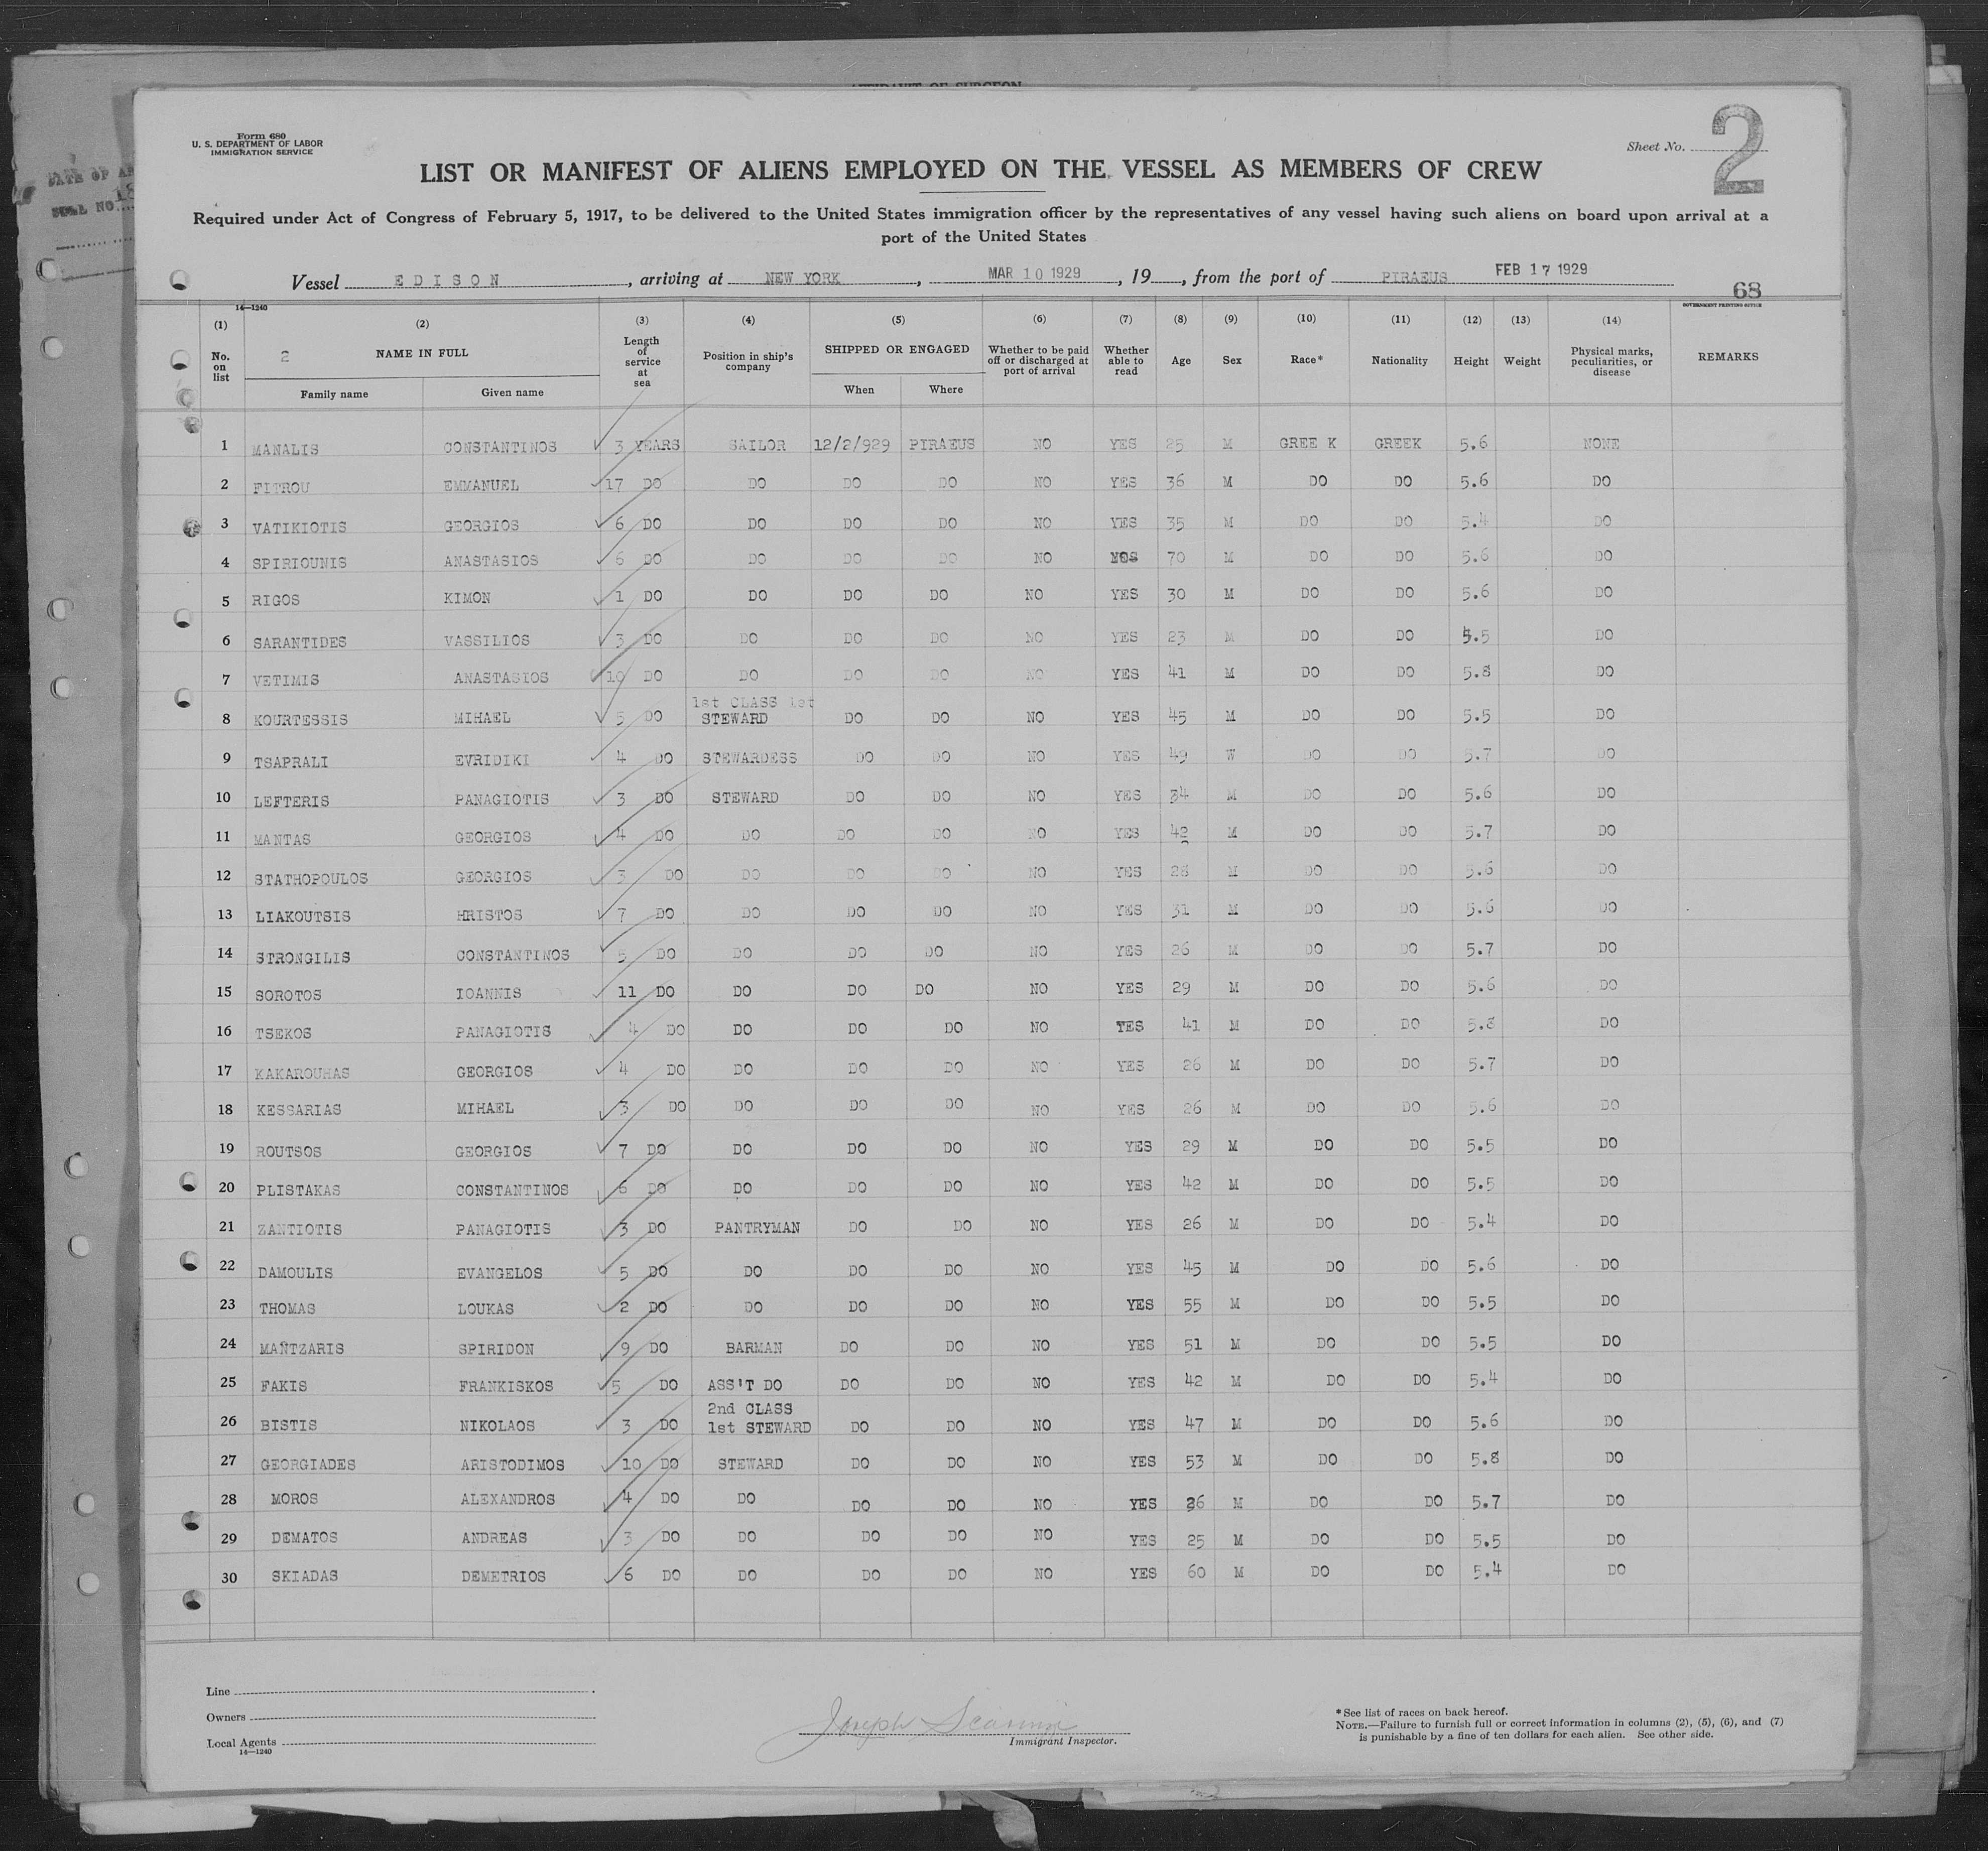 AFFIDAVIT OF SURGEON
Form 680
U. S. DEPARTMENT OF LABOR
IMMIGRATION SERVICE
Sheet No. 2
LIST OR MANIFEST OF ALIENS EMPLOYED ON THE VESSEL AS MEMBERS OF CREW
Required under Act of Congress of February 5, 1917, to be delivered to the United States immigration officer by the representatives of any vessel having such aliens on board upon arrival at a
port of the United States
Vessel EDISON, arriving at NEW YORK, MAR 10 1929, 19, from the port of PIRAEUS FEB 17 1929
14—1240 68
GOVERNMENT PRINTING OFFICE
(1) (2) (3) (4) (5) (6) (7) (8) (9) (10) (11) (12) (13) (14)
No. on list 2 NAME IN FULL Family name Given name Length of service at sea Position in ship's company SHIPPED OR ENGAGED When Where Whether to be paid off or discharged at port of arrival Whether able to read Age Sex Race* Nationality Height Weight Physical marks, peculiarities, or disease REMARKS
1 MANALIS CONSTANTINOS 3 YEARS SAILOR 12/2/929 PIRAEUS NO YES 25 M GREE K GREEK 5.6 NONE
2 FITROU EMMANUEL 17 DO DO DO DO NO YES 36 M DO DO 5.6 DO
3 VATIKIOTIS GEORGIOS 6 DO DO DO DO NO YES 35 M DO DO 5.4 DO
4 SPIRIOUNIS ANASTASIOS 6 DO DO DO DO NO 70 M DO DO 5.6 DO
5 RIGOS KIMON 1 DO DO DO DO NO YES 30 M DO DO 5.6 DO
6 SARANTIDES VASSILIOS 3 DO DO DO DO NO YES 23 M DO DO 5.5 DO
7 VETIMIS ANASTASIOS 10 DO DO DO DO NO YES 41 M DO DO 5.8 DO
8 KOURTESSIS MIHAEL 5 DO 1st CLASS 1st STEWARD DO DO NO YES 45 M DO DO 5.5 DO
9 TSAPRALI EVRIDIKI 4 DO STEWARDESS DO DO NO YES 49 W DO DO 5.7 DO
10 LEFTERIS PANAGIOTIS 3 DO STEWARD DO DO NO YES 34 M DO DO 5.6 DO
11 MANTAS GEORGIOS 4 DO DO DO DO NO YES 42 M DO DO 5.7 DO
12 STATHOPOULOS GEORGIOS 3 DO DO DO DO NO YES 28 M DO DO 5.6 DO
13 LIAKOUTSIS HRISTOS 7 DO DO DO DO NO YES 31 M DO DO 5.6 DO
14 STRONGILIS CONSTANTINOS 5 DO DO DO DO NO YES 26 M DO DO 5.7 DO
15 SOROTOS IOANNIS 11 DO DO DO DO NO YES 29 M DO DO 5.6 DO
16 TSEKOS PANAGIOTIS 4 DO DO DO DO NO YES 41 M DO DO 5.8 DO
17 KAKAROUHAS GEORGIOS 4 DO DO DO DO NO YES 26 M DO DO 5.7 DO
18 KESSARIAS MIHAEL 3 DO DO DO DO NO YES 26 M DO DO 5.6 DO
19 ROUTSOS GEORGIOS 7 DO DO DO DO NO YES 29 M DO DO 5.5 DO
20 PLISTAKAS CONSTANTINOS 6 DO DO DO DO NO YES 42 M DO DO 5.5 DO
21 ZANTIOTIS PANAGIOTIS 3 DO PANTRYMAN DO DO NO YES 26 M DO DO 5.4 DO
22 DAMOULIS EVANGELOS 5 DO DO DO DO NO YES 45 M DO DO 5.6 DO
23 THOMAS LOUKAS 2 DO DO DO DO NO YES 55 M DO DO 5.5 DO
24 MANTZARIS SPIRIDON 9 DO BARMAN DO DO NO YES 51 M DO DO 5.5 DO
25 FAKIS FRANKISKOS 5 DO ASS'T DO DO DO NO YES 42 M DO DO 5.4 DO
26 BISTIS NIKOLAOS 3 DO 2nd CLASS 1st STEWARD DO DO NO YES 47 M DO DO 5.6 DO
27 GEORGIADES ARISTODIMOS 10 DO STEWARD DO DO NO YES 53 M DO DO 5.8 DO
28 MOROS ALEXANDROS 4 DO DO DO DO NO YES 26 M DO DO 5.7 DO
29 DEMATOS ANDREAS 3 DO DO DO DO NO YES 25 M DO DO 5.5 DO
30 SKIADAS DEMETRIOS 6 DO DO DO DO NO YES 60 M DO DO 5.4 DO
Line
Owners
Local Agents
14—1240
Joseph
Immigrant Inspector.
*See list of races on back hereof.
NOTE.—Failure to furnish full or correct information in columns (2), (5), (6), and (7)
is punishable by a fine of ten dollars for each alien. See other side.